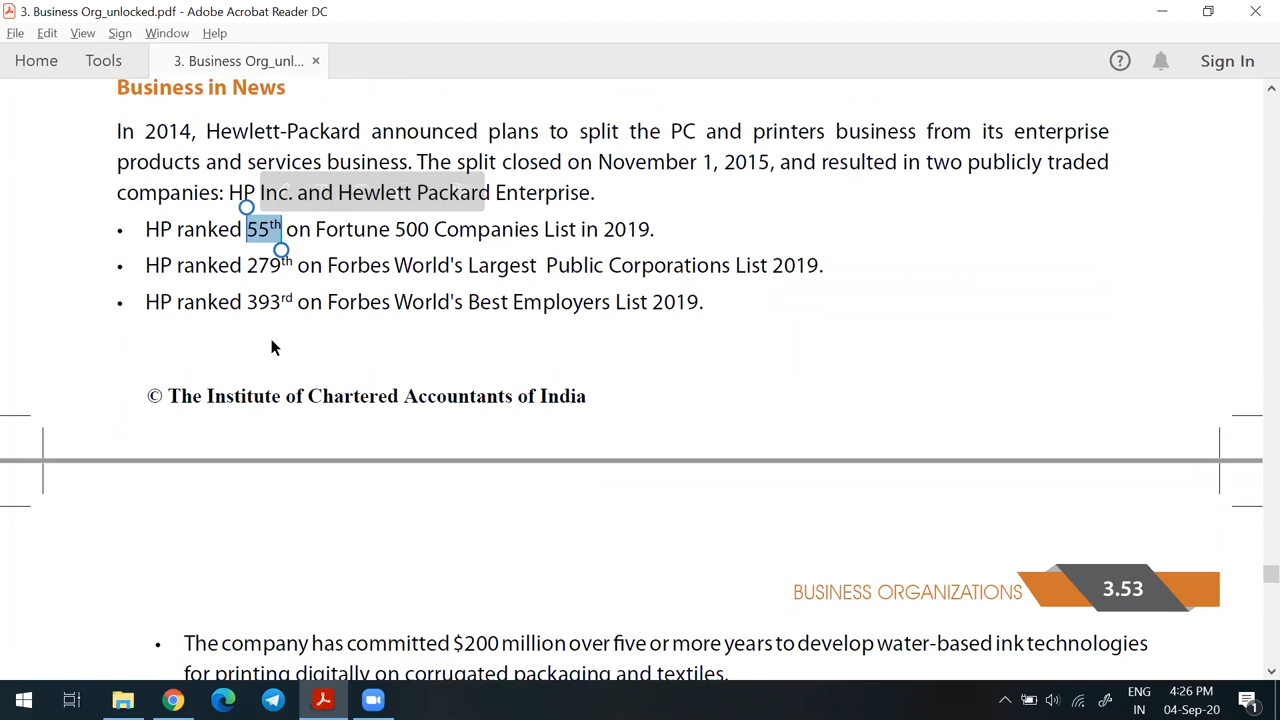 3. Business Org_unlocked.pdf - Adobe Acrobat Reader DC
File Edit View Sign Window Help
Home Tools 3. Business Org_unl... × Sign In
Business in News
In 2014, Hewlett-Packard announced plans to split the PC and printers business from its enterprise
products and services business. The split closed on November 1, 2015, and resulted in two publicly traded
companies: HP Inc. and Hewlett Packard Enterprise.
• HP ranked 55th on Fortune 500 Companies List in 2019.
• HP ranked 279th on Forbes World's Largest Public Corporations List 2019.
• HP ranked 393rd on Forbes World's Best Employers List 2019.
© The Institute of Chartered Accountants of India
BUSINESS ORGANIZATIONS 3.53
• The company has committed $200 million over five or more years to develop water-based ink technologies
for printing digitally on corrugated packaging and textiles.
ENG 4:26 PM
IN 04-Sep-20 1